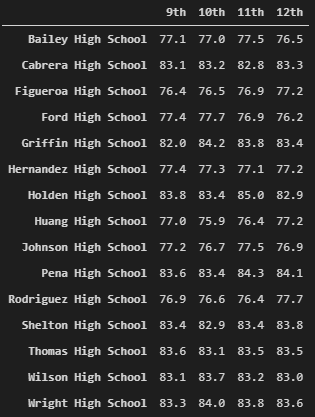 9th 10th 11th 12th
Bailey High School 77.1 77.0 77.5 76.5
Cabrera High School 83.1 83.2 82.8 83.3
Figueroa High School 76.4 76.5 76.9 77.2
Ford High School 77.4 77.7 76.9 76.2
Griffin High School 82.0 84.2 83.8 83.4
Hernandez High School 77.4 77.3 77.1 77.2
Holden High School 83.8 83.4 85.0 82.9
Huang High School 77.0 75.9 76.4 77.2
Johnson High School 77.2 76.7 77.5 76.9
Pena High School 83.6 83.4 84.3 84.1
Rodriguez High School 76.9 76.6 76.4 77.7
Shelton High School 83.4 82.9 83.4 83.8
Thomas High School 83.6 83.1 83.5 83.5
Wilson High School 83.1 83.7 83.2 83.0
Wright High School 83.3 84.0 83.8 83.6